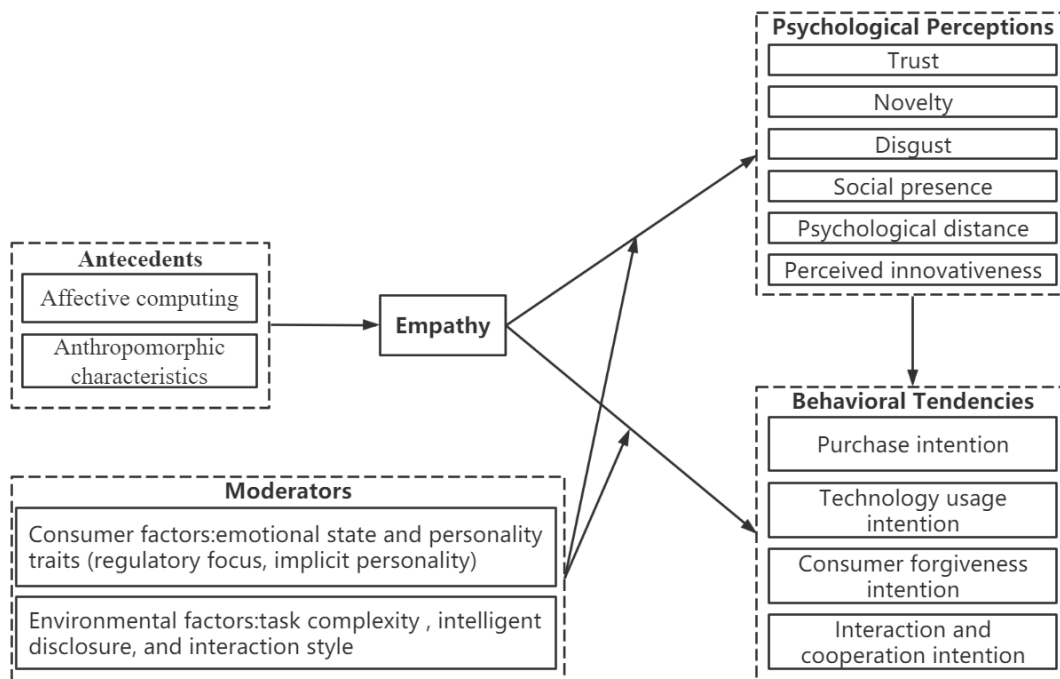 Psychological Perceptions
Trust
Novelty
Disgust
Social presence
Psychological distance
Perceived innovativeness
Antecedents
Affective computing
Anthropomorphic
characteristics
Empathy
Moderators
Consumer factors:emotional state and personality
traits (regulatory focus, implicit personality)
Environmental factors:task complexity , intelligent
disclosure, and interaction style
Behavioral Tendencies
Purchase intention
Technology usage
intention
Consumer forgiveness
intention
Interaction and
cooperation intention